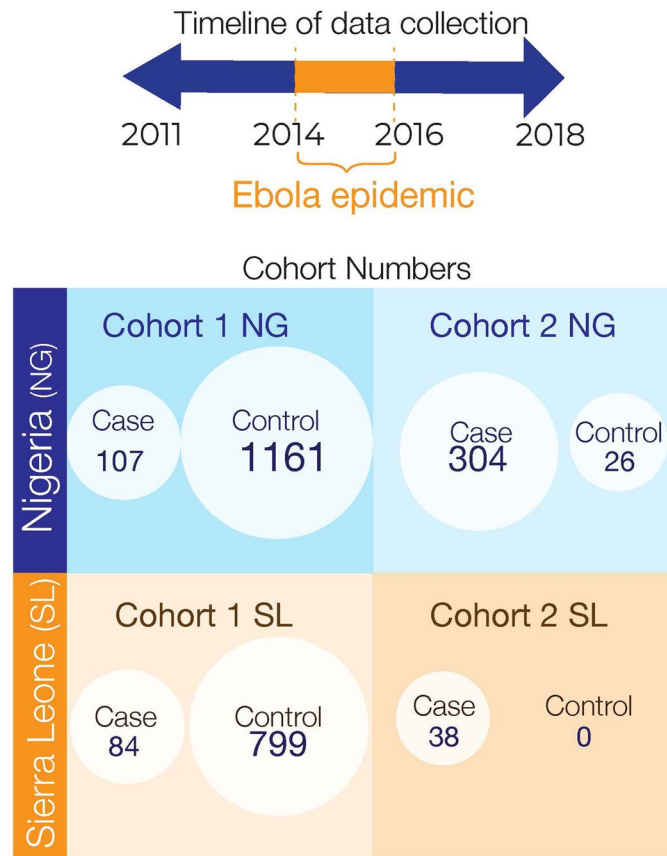 Timeline of data collection
2011 2014 2016 2018
Ebola epidemic
Cohort Numbers
Nigeria (NG)
Cohort 1 NG
Case
107
Control
1161
Cohort 2 NG
Case
304
Control
26
Sierra Leone (SL)
Cohort 1 SL
Case
84
Control
799
Cohort 2 SL
Case
38
Control
0